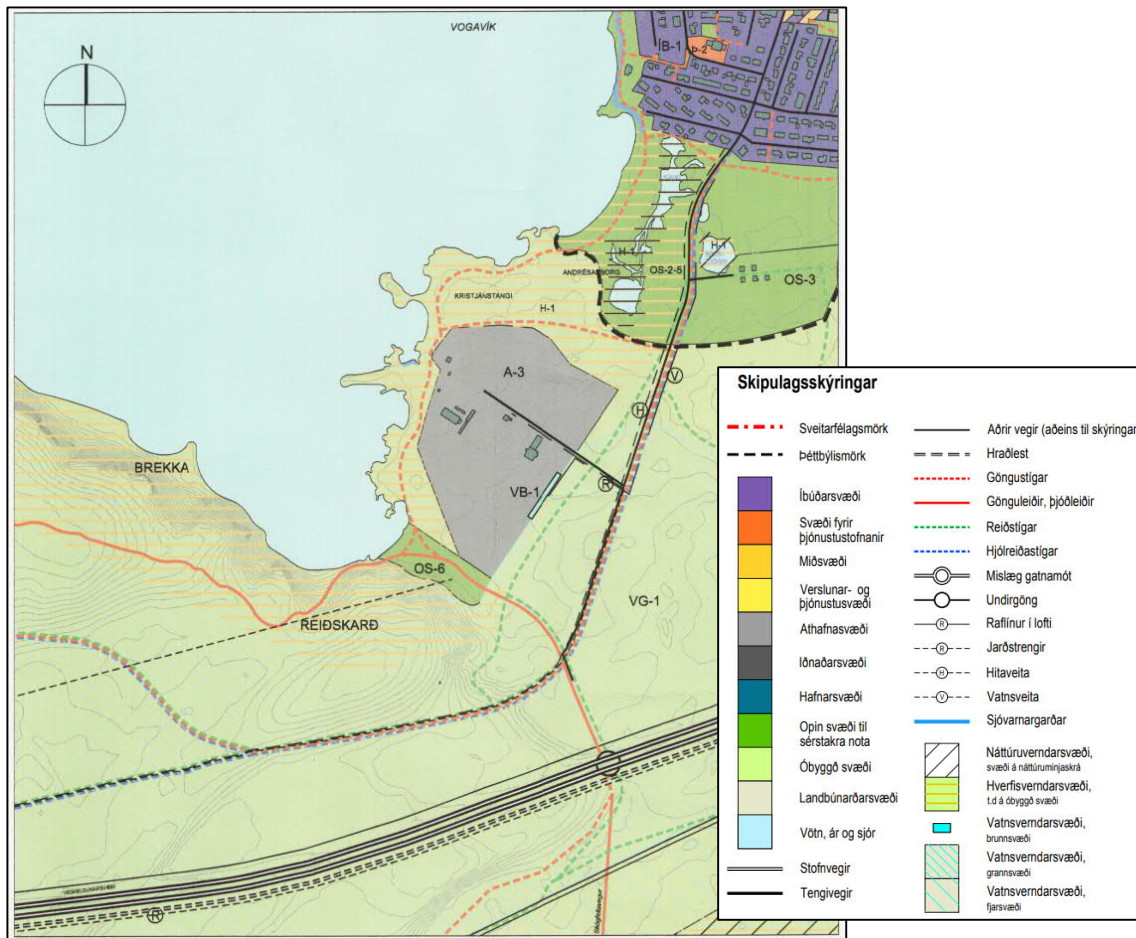 VOGAVÍK
N
ÍB-1
Þ-2
H-1
H-1
ANDRÉSARBORG
OS-2-5
OS-3
KRISTJÁNSTANGI
H-1
A-3
V
H
BREKKA
VB-1
R
OS-6
VG-1
REIÐSKARÐ
R
Skipulagsskýringar
Sveitarfélagsmörk
Þéttbýlismörk
Íbúðarsvæði
Svæði fyrir
þjónustustofnanir
Miðsvæði
Verslunar- og
þjónustusvæði
Athafnasvæði
Iðnaðarsvæði
Hafnarsvæði
Opin svæði til
sérstakra nota
Óbyggð svæði
Landbúnarðarsvæði
Vötn, ár og sjór
Stofnvegir
Tengivegir
Aðrir vegir (aðeins til skýringar
Hraðlest
Göngustígar
Gönguleiðir, þjóðleiðir
Reiðstígar
Hjólreiðastígar
Mislæg gatnamót
Undirgöng
R Raflínur í lofti
R Jarðstrengir
H Hitaveita
V Vatnsveita
Sjóvarnargarðar
Náttúruverndarsvæði,
svæði á náttúruminjaskrá
Hverfisverndarsvæði,
t.d á óbyggð svæði
Vatnsverndarsvæði,
brunnsvæði
Vatnsverndarsvæði,
grannsvæði
Vatnsverndarsvæði,
fjarsvæði